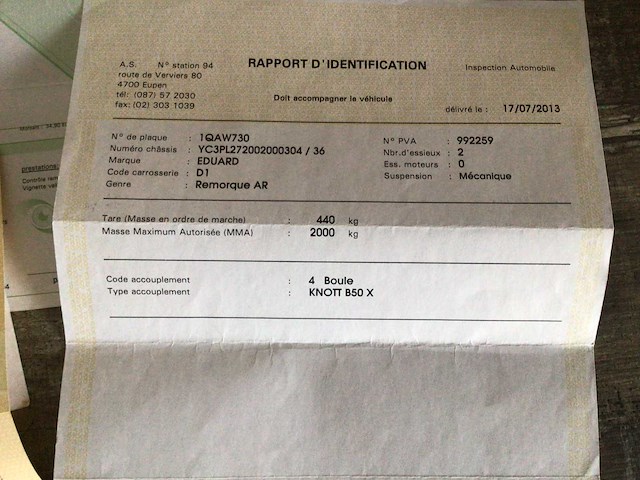 A.S. N° station 94
route de Verviers 80
4700 Eupen
tél: (087) 57 2030
fax: (02) 303 1039
RAPPORT D'IDENTIFICATION
Inspection Automobile
Doit accompagner le véhicule
délivré le : 17/07/2013
N° de plaque : 1QAW730
Numéro châssis : YC3PL272002000304 / 36
Marque : EDUARD
Code carrosserie : D1
Genre : Remorque AR
N° PVA : 992259
Nbr.d'essieux : 2
Ess. moteurs : 0
Suspension : Mécanique
Tare (Masse en ordre de marche) : 440 kg
Masse Maximum Autorisée (MMA) : 2000 kg
Code accouplement : 4 Boule
Type accouplement : KNOTT B50 X
prestations